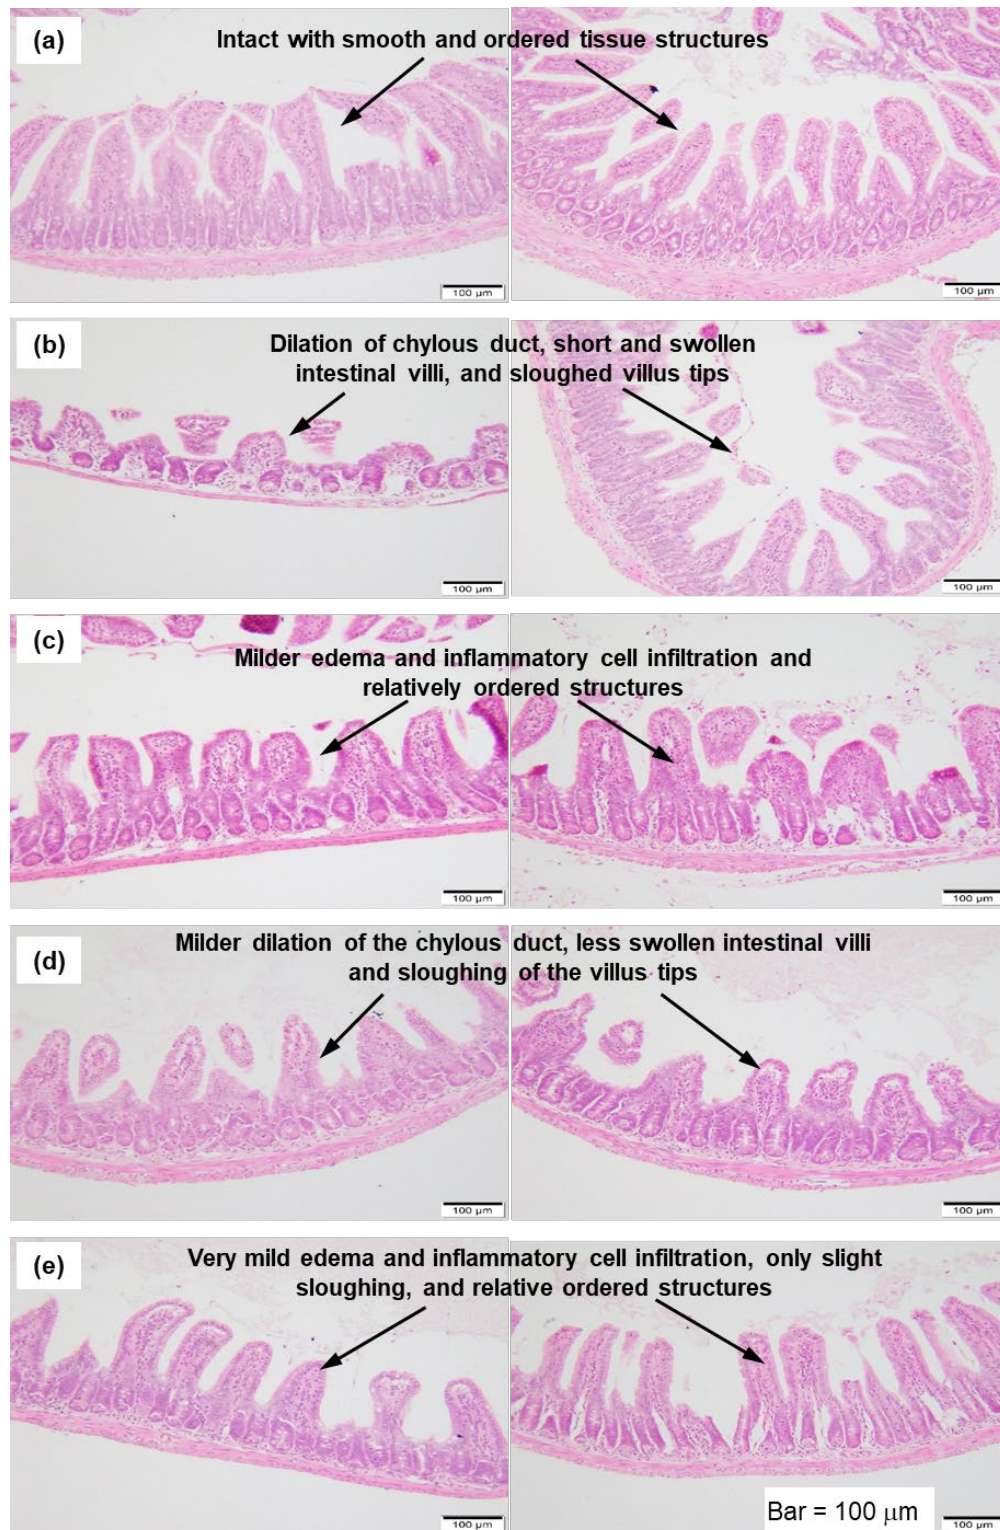 (a)
Intact with smooth and ordered tissue structures
100 µm
100 µm
(b)
Dilation of chylous duct, short and swollen
intestinal villi, and sloughed villus tips
100 µm
100 µm
(c)
Milder edema and inflammatory cell infiltration and
relatively ordered structures
100 µm
100 µm
(d)
Milder dilation of the chylous duct, less swollen intestinal villi
and sloughing of the villus tips
100 µm
100 µm
(e)
Very mild edema and inflammatory cell infiltration, only slight
sloughing, and relative ordered structures
Bar = 100 µm
100 µm
100 µm